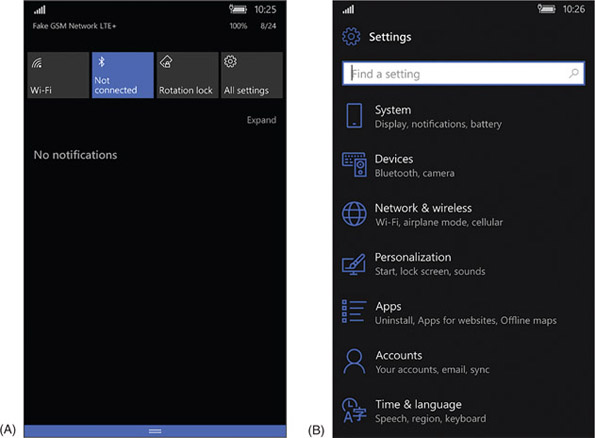 10:25
Fake GSM Network LTE+ 100% 8/24
Wi-Fi
Not connected
Rotation lock
All settings
Expand
No notifications
(A)
10:26
Settings
Find a setting
System
Display, notifications, battery
Devices
Bluetooth, camera
Network & wireless
Wi-Fi, airplane mode, cellular
Personalization
Start, lock screen, sounds
Apps
Uninstall, Apps for websites, Offline maps
Accounts
Your accounts, email, sync
A字
Time & language
Speech, region, keyboard
(B)